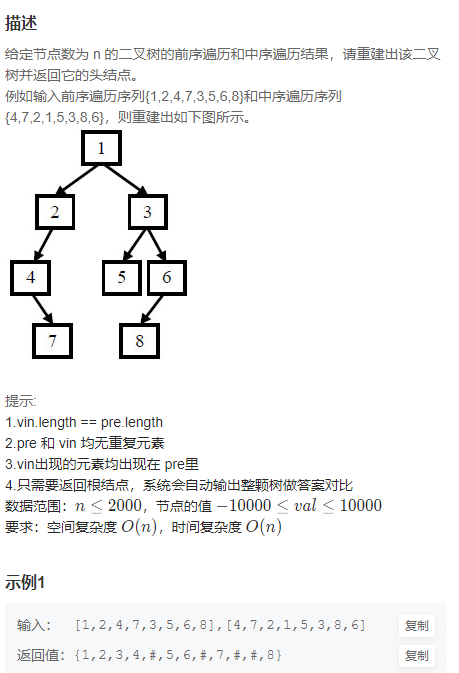 描述
给定节点数为 n 的二叉树的前序遍历和中序遍历结果，请重建出该二叉
树并返回它的头结点。
例如输入前序遍历序列{1,2,4,7,3,5,6,8}和中序遍历序列
{4,7,2,1,5,3,8,6}，则重建出如下图所示。
1
2 3
4 5 6
7 8
提示:
1.vin.length == pre.length
2.pre 和 vin 均无重复元素
3.vin出现的元素均出现在 pre里
4.只需要返回根结点，系统会自动输出整颗树做答案对比
数据范围：n ≤ 2000，节点的值 −10000 ≤ val ≤ 10000
要求：空间复杂度 O(n)，时间复杂度 O(n)
示例1
输入： [1,2,4,7,3,5,6,8],[4,7,2,1,5,3,8,6] 复制
返回值：{1,2,3,4,#,5,6,#,7,#,#,8} 复制